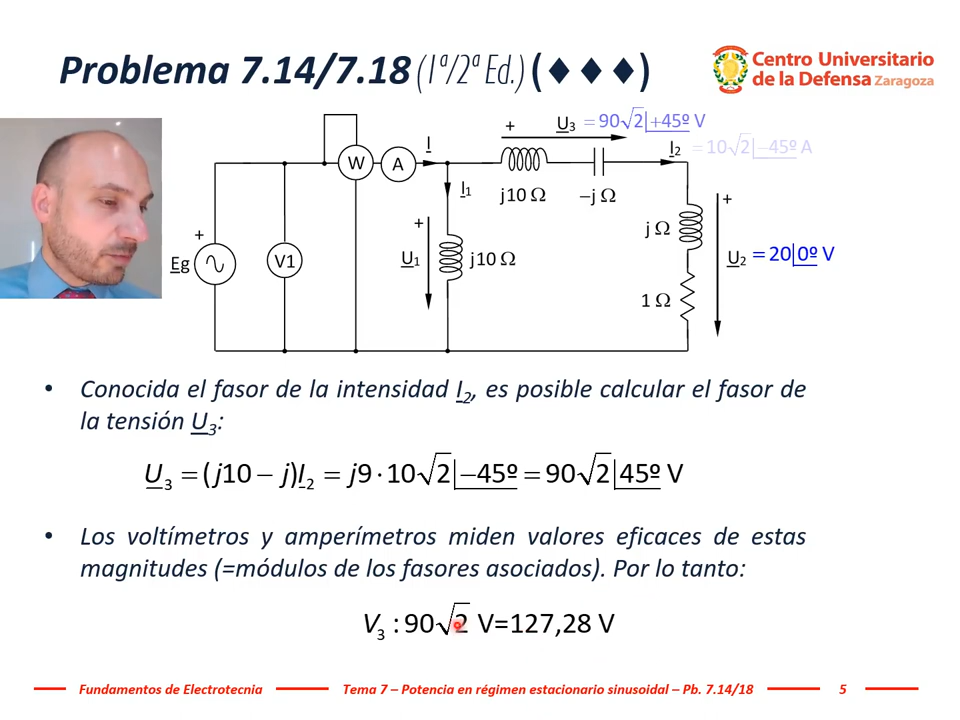 Problema 7.14/7.18 (1ª/2ª Ed.) (♦♦♦)
Centro Universitario
de la Defensa Zaragoza
I
+
U3 = 90√2|+45º V
I2 = 10√2|−45º A
W
A
I1
j10 Ω
−j Ω
+
+
+
jΩ
Eg
V1
U1
j10 Ω
U2 = 20|0º V
1 Ω
• Conocida el fasor de la intensidad I2, es posible calcular el fasor de
la tensión U3:
U3 = (j10 − j)I2 = j9·10√2|−45º = 90√2|45º V
• Los voltímetros y amperímetros miden valores eficaces de estas
magnitudes (=módulos de los fasores asociados). Por lo tanto:
V3 : 90√2 V=127,28 V
Fundamentos de Electrotecnia
Tema 7 – Potencia en régimen estacionario sinusoidal – Pb. 7.14/18
5